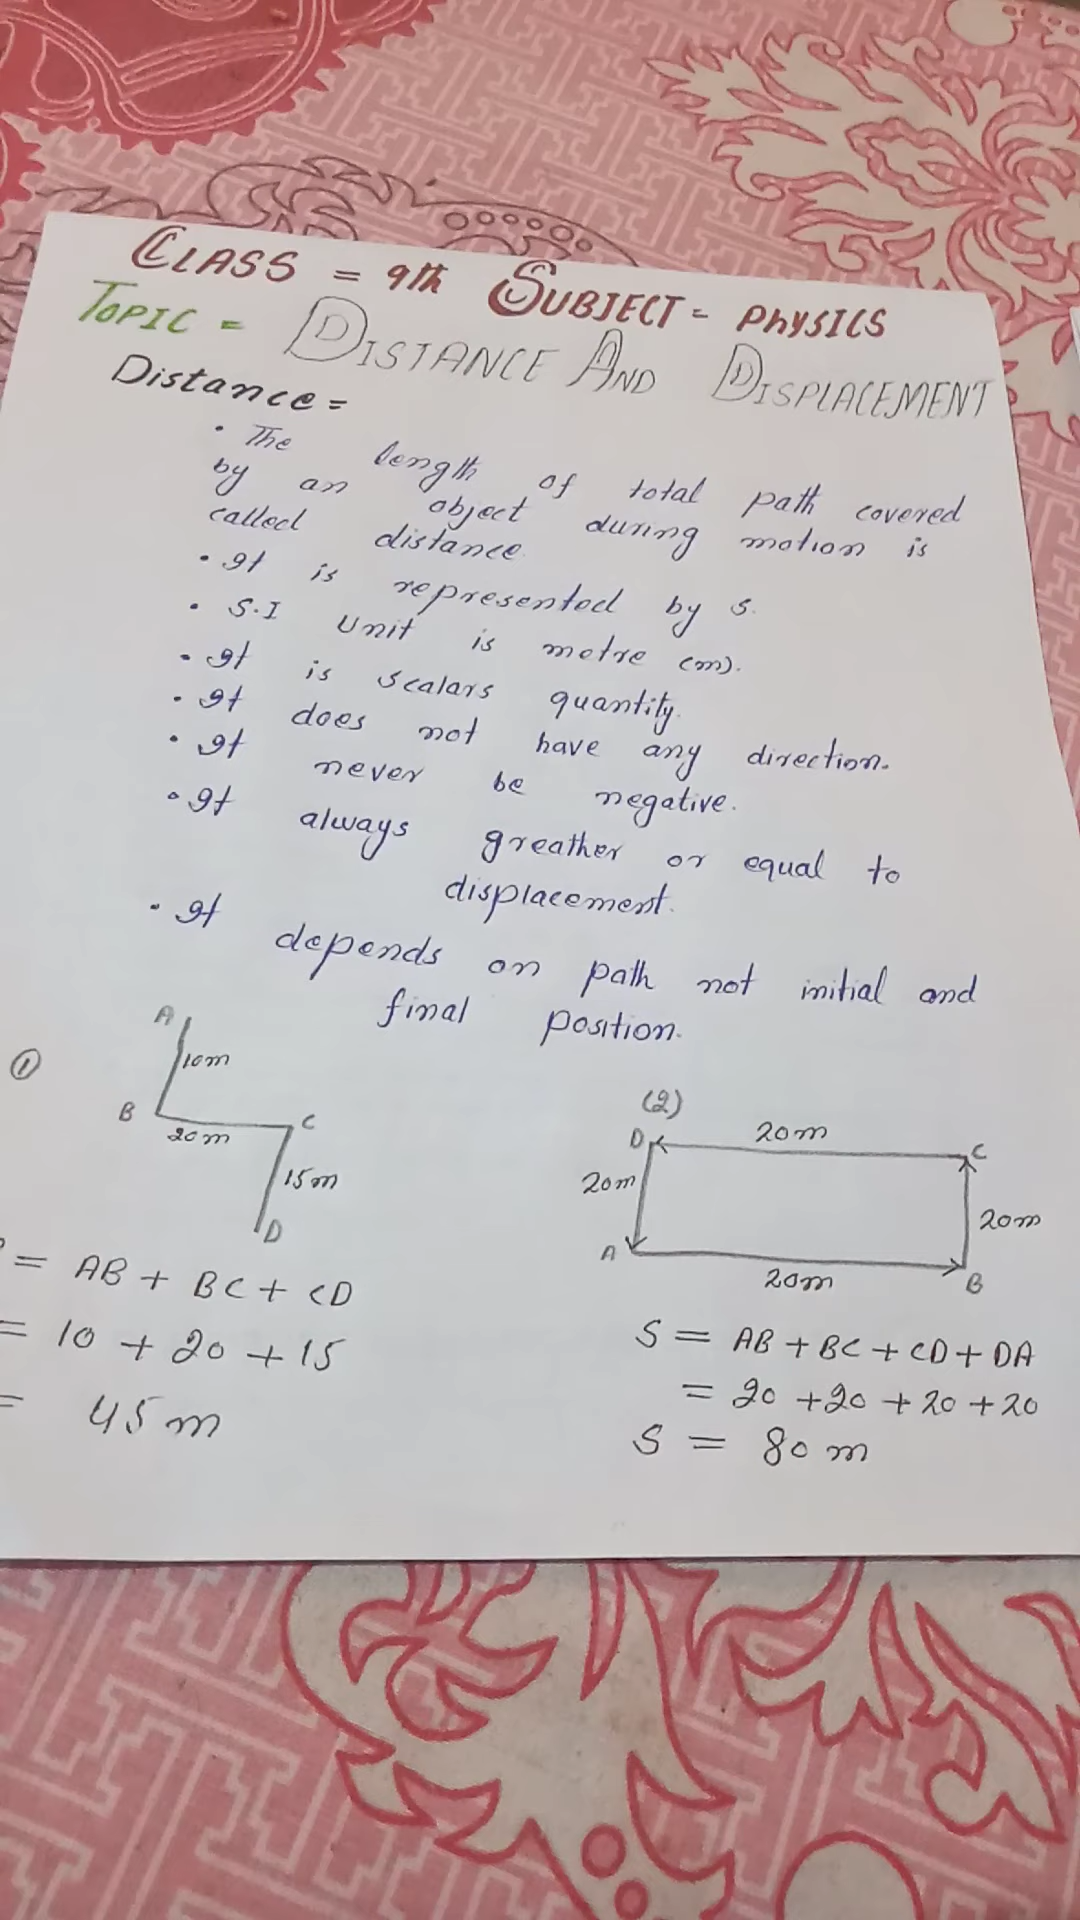 CLASS = 9th SUBJECT = PHYSICS
TOPIC = DISTANCE AND DISPLACEMENT
Distance =
• The length of total path covered
by an object during motion is
called distance.
• It is represented by s.
• S.I Unit is metre (m).
• It is scalars quantity.
• It does not have any direction.
• It never be negative.
• It always greather or equal to
displacement.
• It depends on path not initial and
final position.
①
A
10m
B
20m
C
15m
D
= AB + BC + CD
= 10 + 20 + 15
= 45 m
(2)
D
20m
C
20m
20m
A
20m
B
S = AB + BC + CD + DA
= 20 + 20 + 20 + 20
S = 80 m